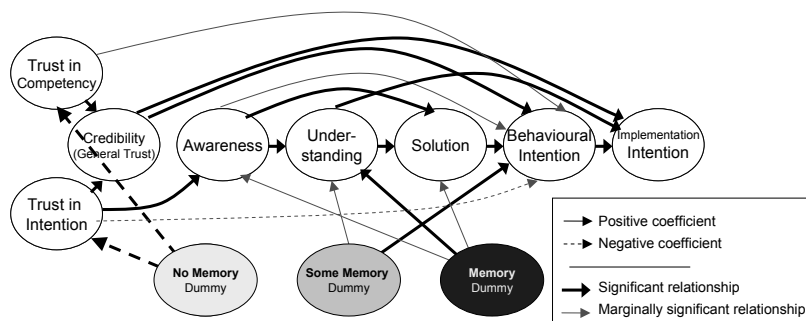 Trust in
Competency
Credibility
(General Trust)
Awareness
Under-
standing
Solution
Behavioural
Intention
Implementation
Intention
Trust in
Intention
No Memory
Dummy
Some Memory
Dummy
Memory
Dummy
Positive coefficient
Negative coefficient
Significant relationship
Marginally significant relationship